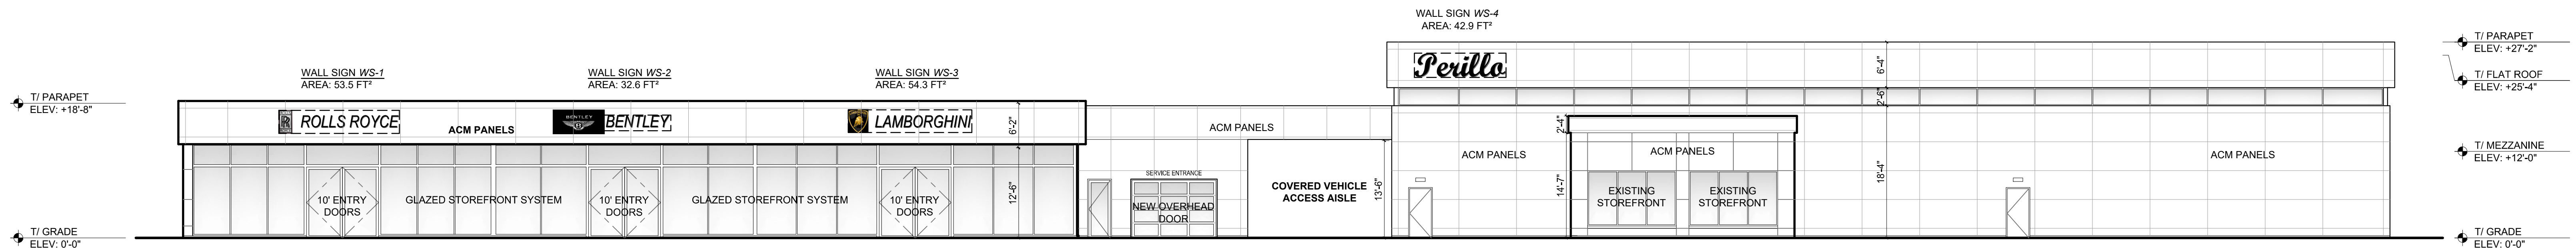 WALL SIGN WS-4
AREA: 42.9 FT²
T/ PARAPET
ELEV: +27'-2"
T/ FLAT ROOF
ELEV: +25'-4"
T/ MEZZANINE
ELEV: +12'-0"
T/ GRADE
ELEV: 0'-0"
WALL SIGN WS-1
AREA: 53.5 FT²
WALL SIGN WS-2
AREA: 32.6 FT²
WALL SIGN WS-3
AREA: 54.3 FT²
T/ PARAPET
ELEV: +18'-8"
T/ GRADE
ELEV: 0'-0"
ROLLS ROYCE
ACM PANELS
BENTLEY
BENTLEY
LAMBORGHINI
6'-2"
12'-6"
10' ENTRY
DOORS
GLAZED STOREFRONT SYSTEM
10' ENTRY
DOORS
GLAZED STOREFRONT SYSTEM
10' ENTRY
DOORS
ACM PANELS
SERVICE ENTRANCE
NEW OVERHEAD
DOOR
COVERED VEHICLE
ACCESS AISLE
13'-6"
Perillo
6'-4"
2'-6"
18'-4"
ACM PANELS
2'-4"
14'-7"
ACM PANELS
EXISTING
STOREFRONT
EXISTING
STOREFRONT
ACM PANELS